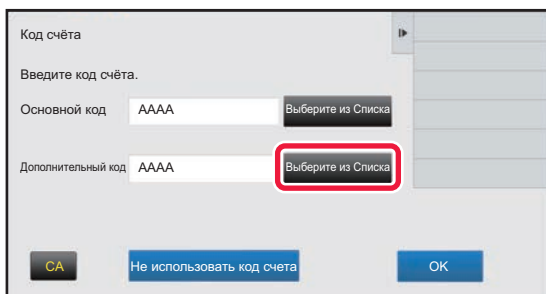 Код счёта
Введите код счёта.
Основной код AAAA Выберите из Списка
Дополнительный код AAAA Выберите из Списка
CA Не использовать код счета OK